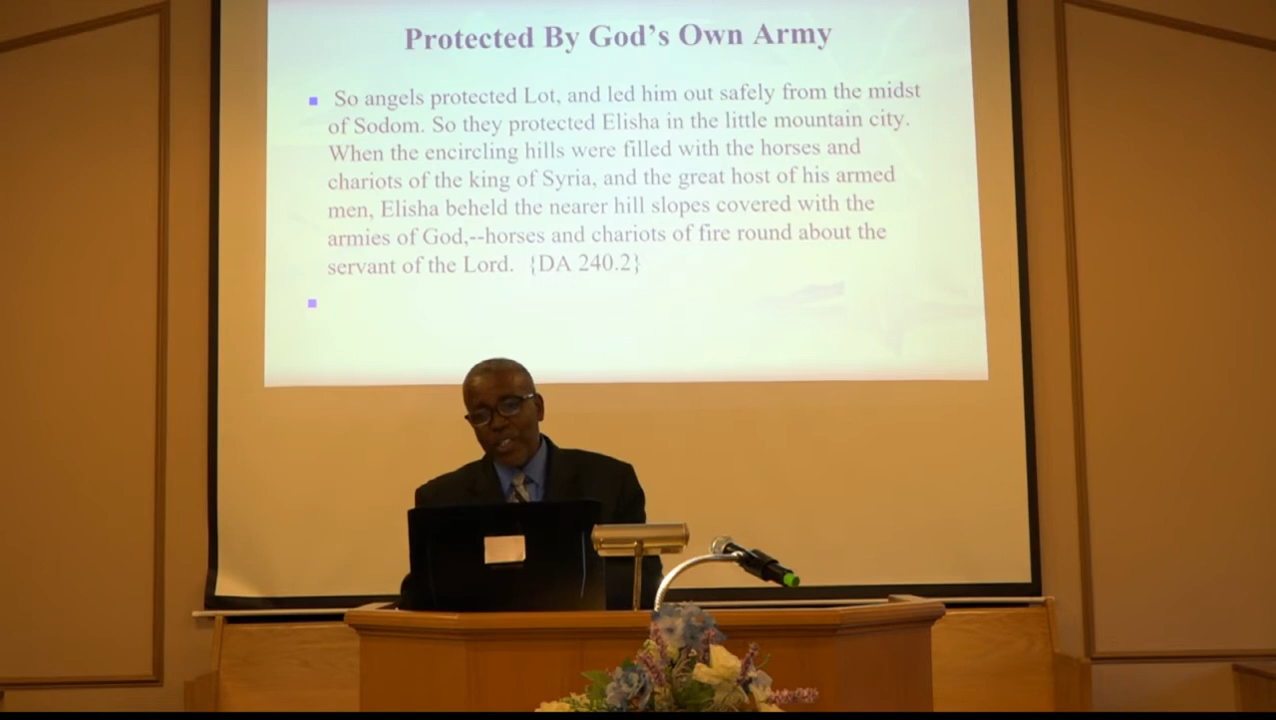 Protected By God's Own Army
So angels protected Lot, and led him out safely from the midst
of Sodom. So they protected Elisha in the little mountain city.
When the encircling hills were filled with the horses and
chariots of the king of Syria, and the great host of his armed
men, Elisha beheld the nearer hill slopes covered with the
armies of God,--horses and chariots of fire round about the
servant of the Lord. {DA 240.2}